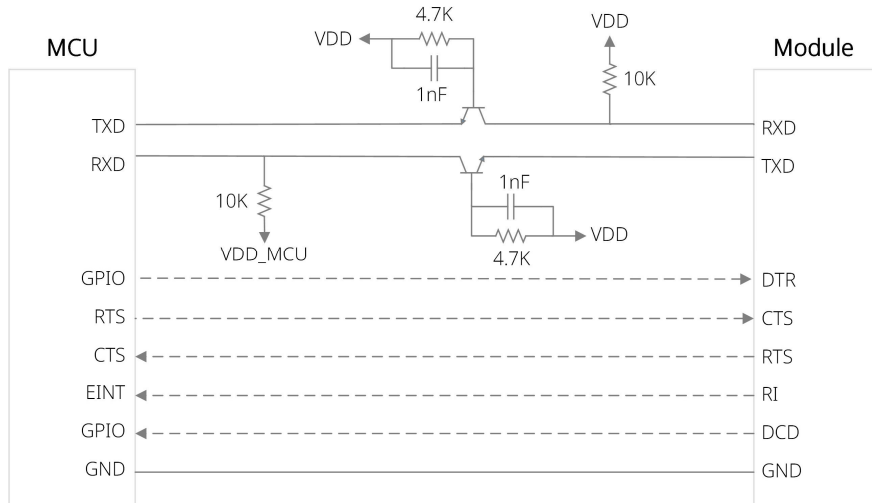 4.7K
VDD
VDD
MCU
Module
1nF
10K
TXD
RXD
RXD
TXD
10K
1nF
VDD_MCU
4.7K
VDD
GPIO
DTR
RTS
CTS
CTS
RTS
EINT
RI
GPIO
DCD
GND
GND